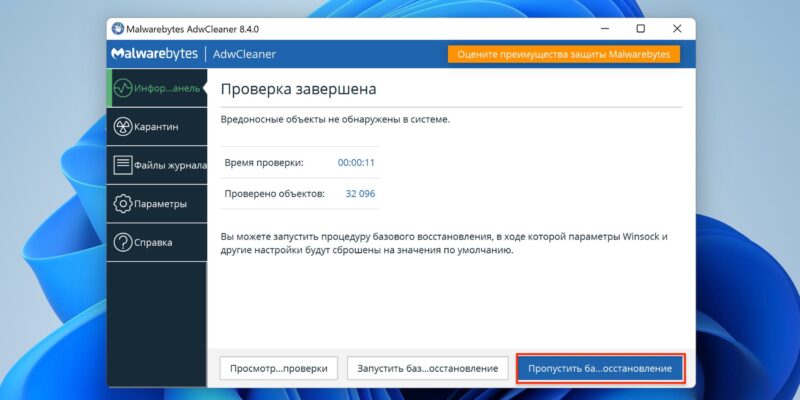 Malwarebytes AdwCleaner 8.4.0
Malwarebytes | AdwCleaner
Оцените преимущества защиты Malwarebytes
Инфор...анель
Карантин
Файлы журнала
Параметры
Справка
Проверка завершена
Вредоносные объекты не обнаружены в системе.
Время проверки: 00:00:11
Проверено объектов: 32 096
Вы можете запустить процедуру базового восстановления, в ходе которой параметры Winsock и
другие настройки будут сброшены на значения по умолчанию.
Просмотр...проверки
Запустить баз...осстановление
Пропустить ба...осстановление